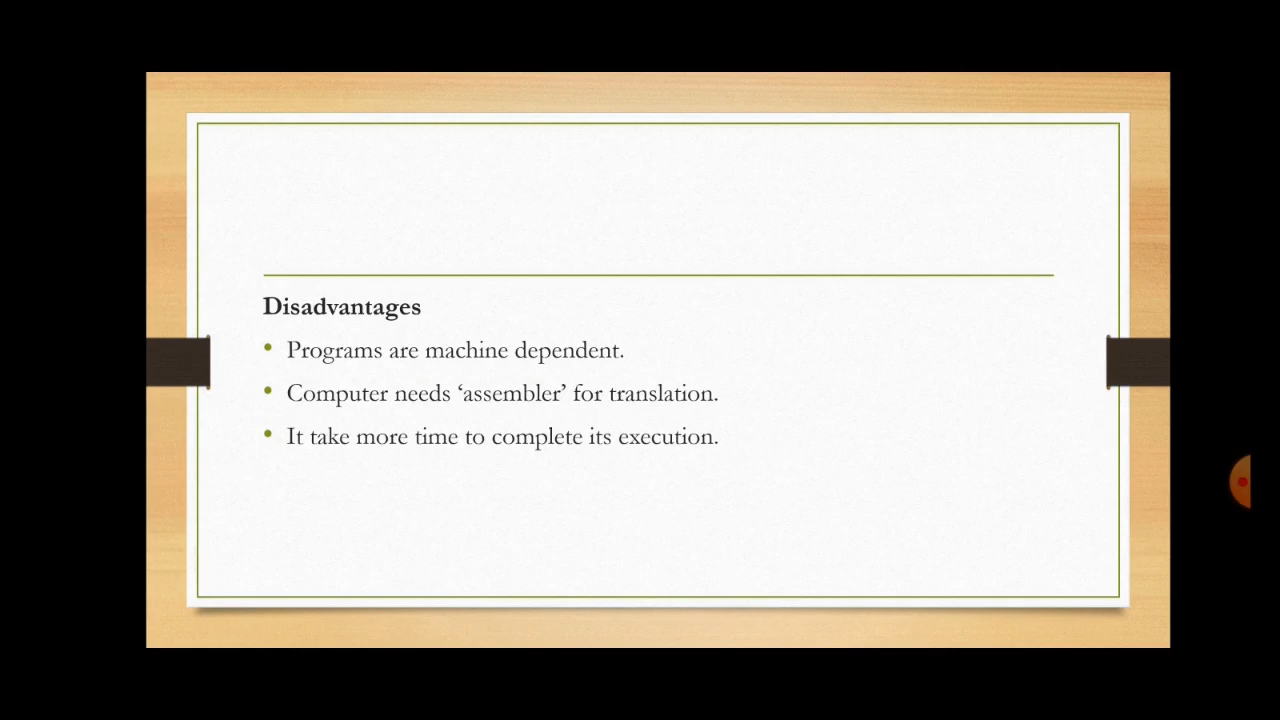 Disadvantages
• Programs are machine dependent.
• Computer needs ‘assembler’ for translation.
• It take more time to complete its execution.